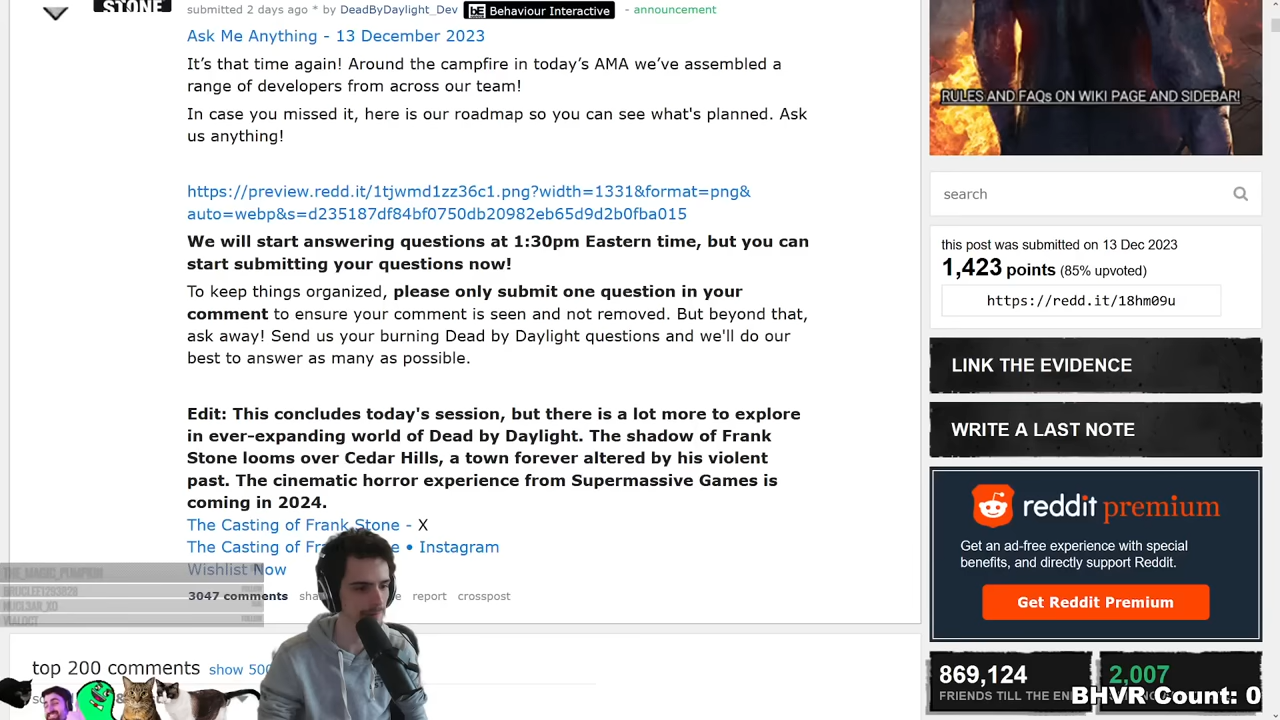 STONE
submitted 2 days ago * by DeadByDaylight_Dev bE Behaviour Interactive - announcement
Ask Me Anything - 13 December 2023
It's that time again! Around the campfire in today's AMA we've assembled a
range of developers from across our team!
In case you missed it, here is our roadmap so you can see what's planned. Ask
us anything!
https://preview.redd.it/1tjwmd1zz36c1.png?width=1331&format=png&
auto=webp&s=d235187df84bf0750db20982eb65d9d2b0fba015
We will start answering questions at 1:30pm Eastern time, but you can
start submitting your questions now!
To keep things organized, please only submit one question in your
comment to ensure your comment is seen and not removed. But beyond that,
ask away! Send us your burning Dead by Daylight questions and we'll do our
best to answer as many as possible.
Edit: This concludes today's session, but there is a lot more to explore
in ever-expanding world of Dead by Daylight. The shadow of Frank
Stone looms over Cedar Hills, a town forever altered by his violent
past. The cinematic horror experience from Supermassive Games is
coming in 2024.
The Casting of Frank Stone - X
The Casting of • Instagram
Wishlist Now
3047 comments report crosspost
top 200 comments show 500
RULES AND FAQs ON WIKI PAGE AND SIDEBAR!
search
this post was submitted on 13 Dec 2023
1,423 points (85% upvoted)
https://redd.it/18hm09u
LINK THE EVIDENCE
WRITE A LAST NOTE
reddit premium
Get an ad-free experience with special
benefits, and directly support Reddit.
Get Reddit Premium
869,124 2,007
FRIENDS TILL THE
BHVR Count: 0
THE_MAGIC_PUMPKIN